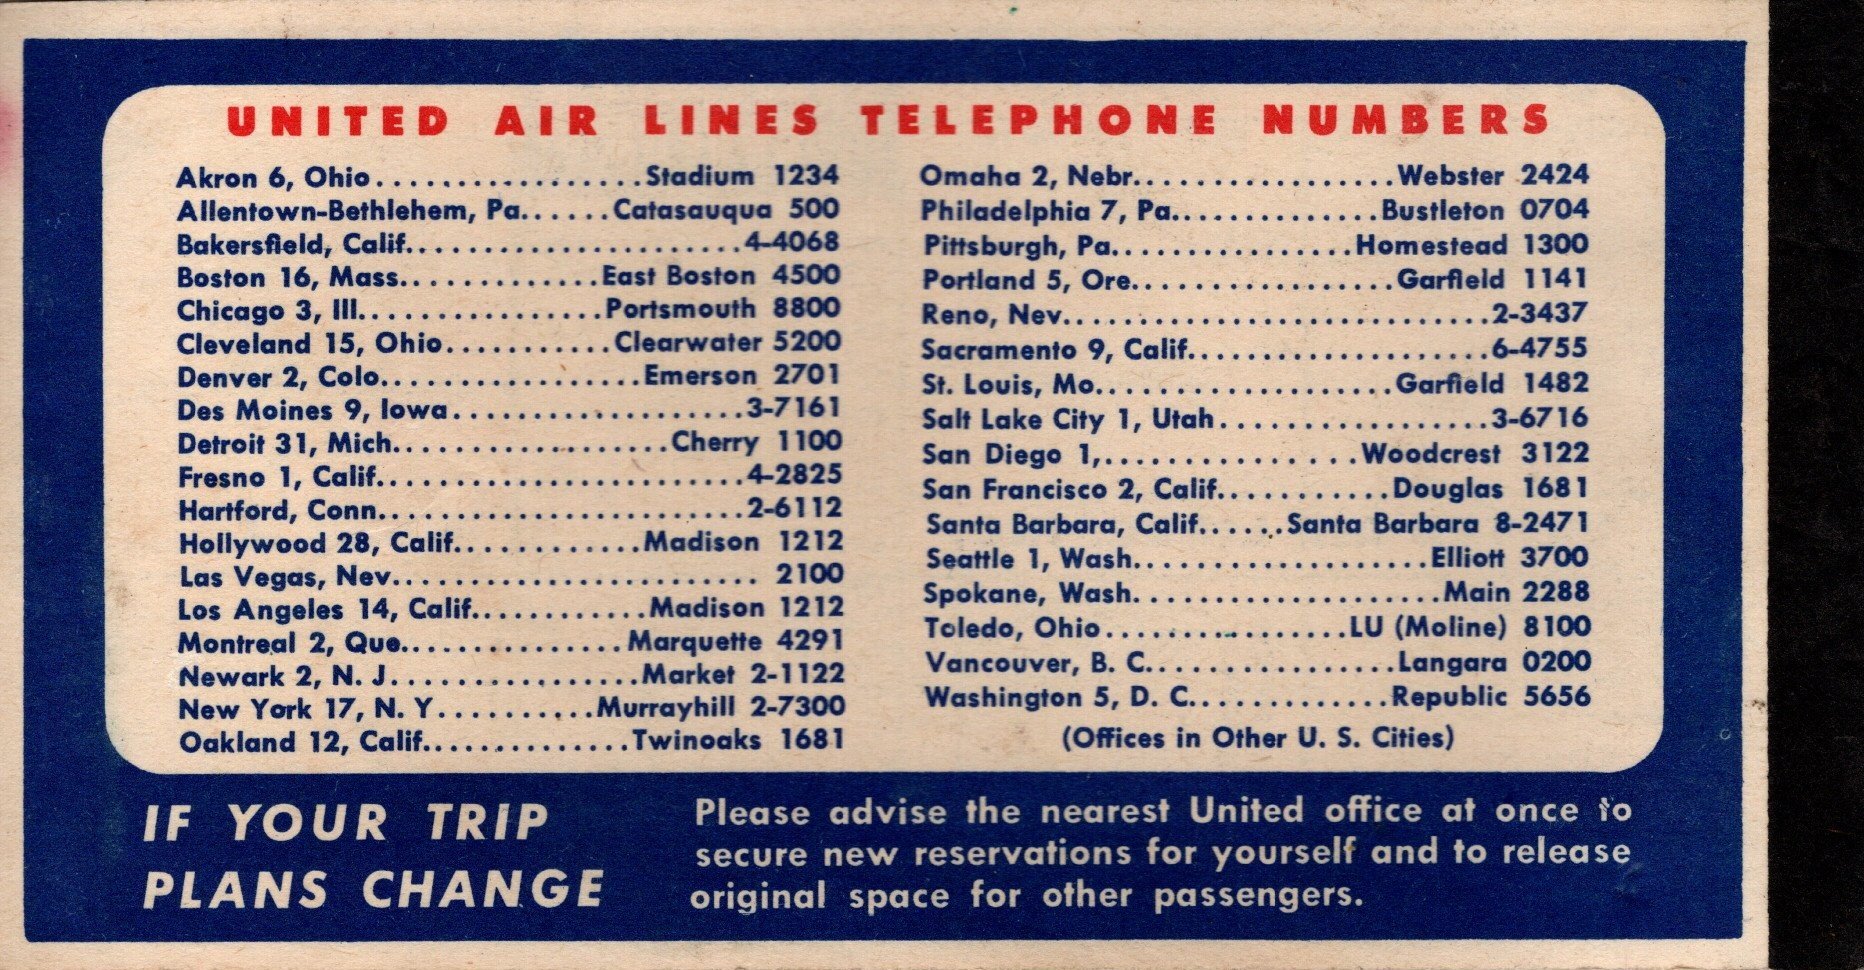 UNITED AIR LINES TELEPHONE NUMBERS
Akron 6, Ohio.................Stadium 1234
Allentown-Bethlehem, Pa......Catasauqua 500
Bakersfield, Calif.......................4-4068
Boston 16, Mass.............East Boston 4500
Chicago 3, Ill................Portsmouth 8800
Cleveland 15, Ohio..........Clearwater 5200
Denver 2, Colo.................Emerson 2701
Des Moines 9, Iowa...................3-7161
Detroit 31, Mich..................Cherry 1100
Fresno 1, Calif........................4-2825
Hartford, Conn........................2-6112
Hollywood 28, Calif............Madison 1212
Las Vegas, Nev....................... 2100
Los Angeles 14, Calif...........Madison 1212
Montreal 2, Que...............Marquette 4291
Newark 2, N. J................Market 2-1122
New York 17, N. Y..........Murrayhill 2-7300
Oakland 12, Calif..............Twinoaks 1681
Omaha 2, Nebr.................Webster 2424
Philadelphia 7, Pa..............Bustleton 0704
Pittsburgh, Pa................Homestead 1300
Portland 5, Ore.................Garfield 1141
Reno, Nev............................2-3437
Sacramento 9, Calif....................6-4755
St. Louis, Mo...................Garfield 1482
Salt Lake City 1, Utah.................3-6716
San Diego 1,................Woodcrest 3122
San Francisco 2, Calif...........Douglas 1681
Santa Barbara, Calif......Santa Barbara 8-2471
Seattle 1, Wash...................Elliott 3700
Spokane, Wash....................Main 2288
Toledo, Ohio...............LU (Moline) 8100
Vancouver, B. C................Langara 0200
Washington 5, D. C.............Republic 5656
(Offices in Other U. S. Cities)
IF YOUR TRIP
PLANS CHANGE
Please advise the nearest United office at once to
secure new reservations for yourself and to release
original space for other passengers.